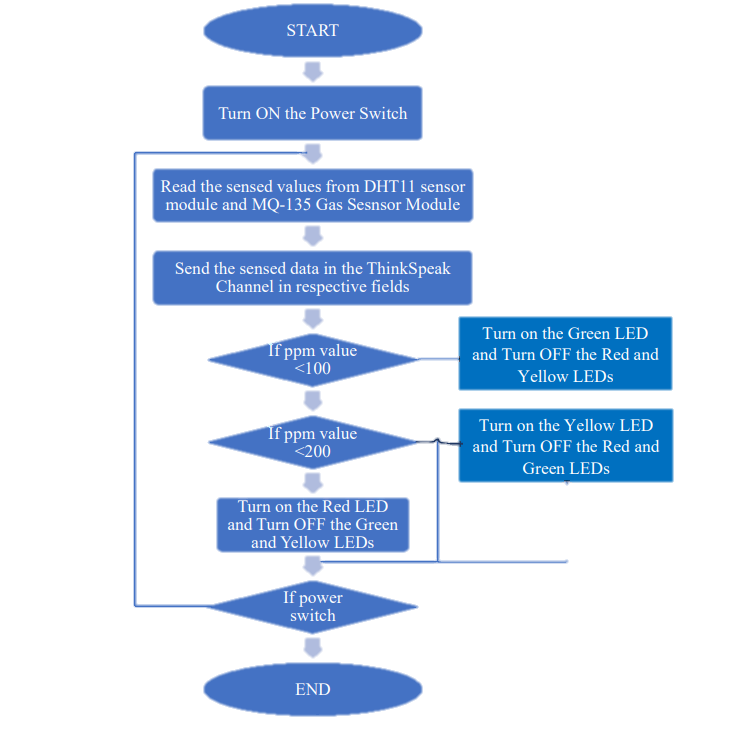 START
Turn ON the Power Switch
Read the sensed values from DHT11 sensor
module and MQ-135 Gas Sesnsor Module
Send the sensed data in the ThinkSpeak
Channel in respective fields
If ppm value
<100
Turn on the Green LED
and Turn OFF the Red and
Yellow LEDs
If ppm value
<200
Turn on the Yellow LED
and Turn OFF the Red and
Green LEDs
Turn on the Red LED
and Turn OFF the Green
and Yellow LEDs
If power
switch
END